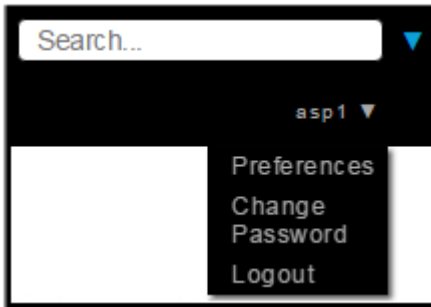 Search...
asp1 ▼
Preferences
Change
Password
Logout